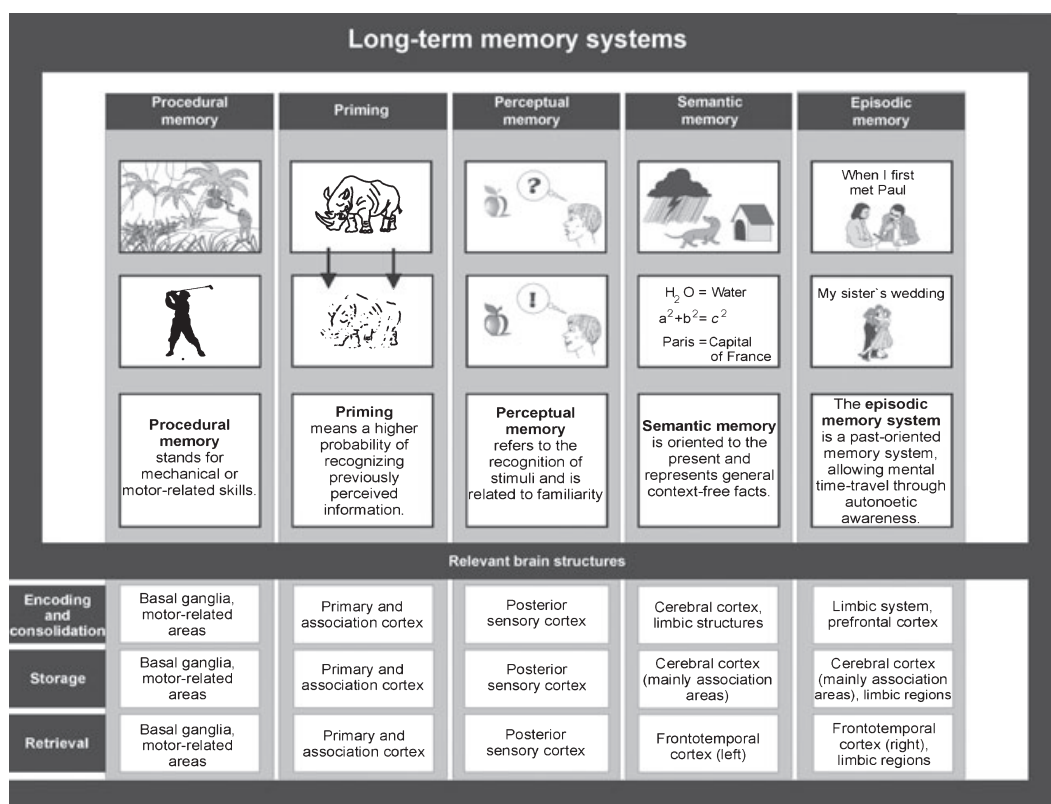 Long-term memory systems
Procedural
memory
Priming
Perceptual
memory
Semantic
memory
Episodic
memory
?
When I first
met Paul
!
H₂O = Water
a²+b²= c²
Paris = Capital
of France
My sister`s wedding
Procedural
memory
stands for
mechanical or
motor-related skills.
Priming
means a higher
probability of
recognizing
previously
perceived
information.
Perceptual
memory
refers to the
recognition of
stimuli and is
related to familiarity
Semantic memory
is oriented to the
present and
represents general
context-free facts.
The episodic
memory system
is a past-oriented
memory system,
allowing mental
time-travel through
autonoetic
awareness.
Relevant brain structures
Encoding
and
consolidation
Basal ganglia,
motor-related
areas
Primary and
association cortex
Posterior
sensory cortex
Cerebral cortex,
limbic structures
Limbic system,
prefrontal cortex
Storage
Basal ganglia,
motor-related
areas
Primary and
association cortex
Posterior
sensory cortex
Cerebral cortex
(mainly association
areas)
Cerebral cortex
(mainly association
areas), limbic regions
Retrieval
Basal ganglia,
motor-related
areas
Primary and
association cortex
Posterior
sensory cortex
Frontotemporal
cortex (left)
Frontotemporal
cortex (right),
limbic regions